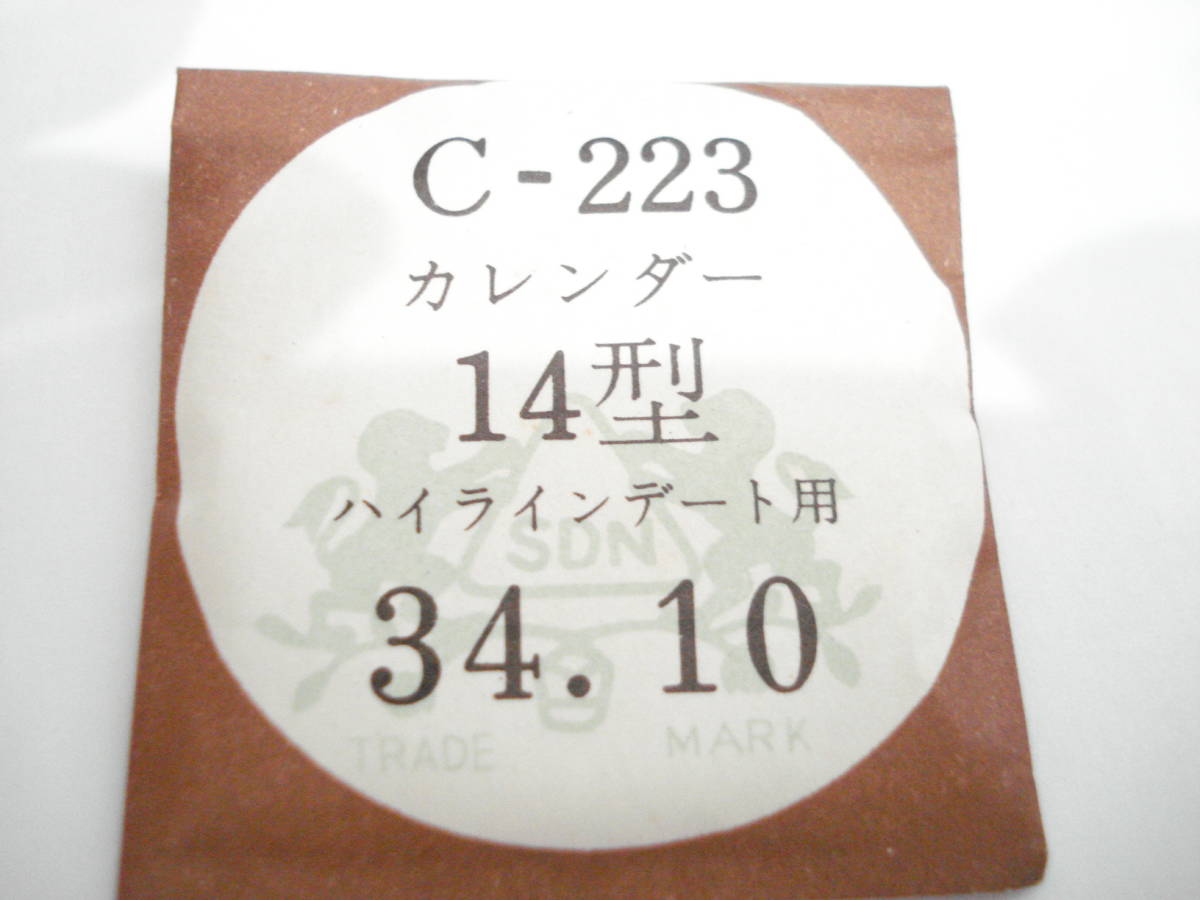 C-223
カレンダー
14型
ハイラインデート用
SDN
34.10
TRADE MARK